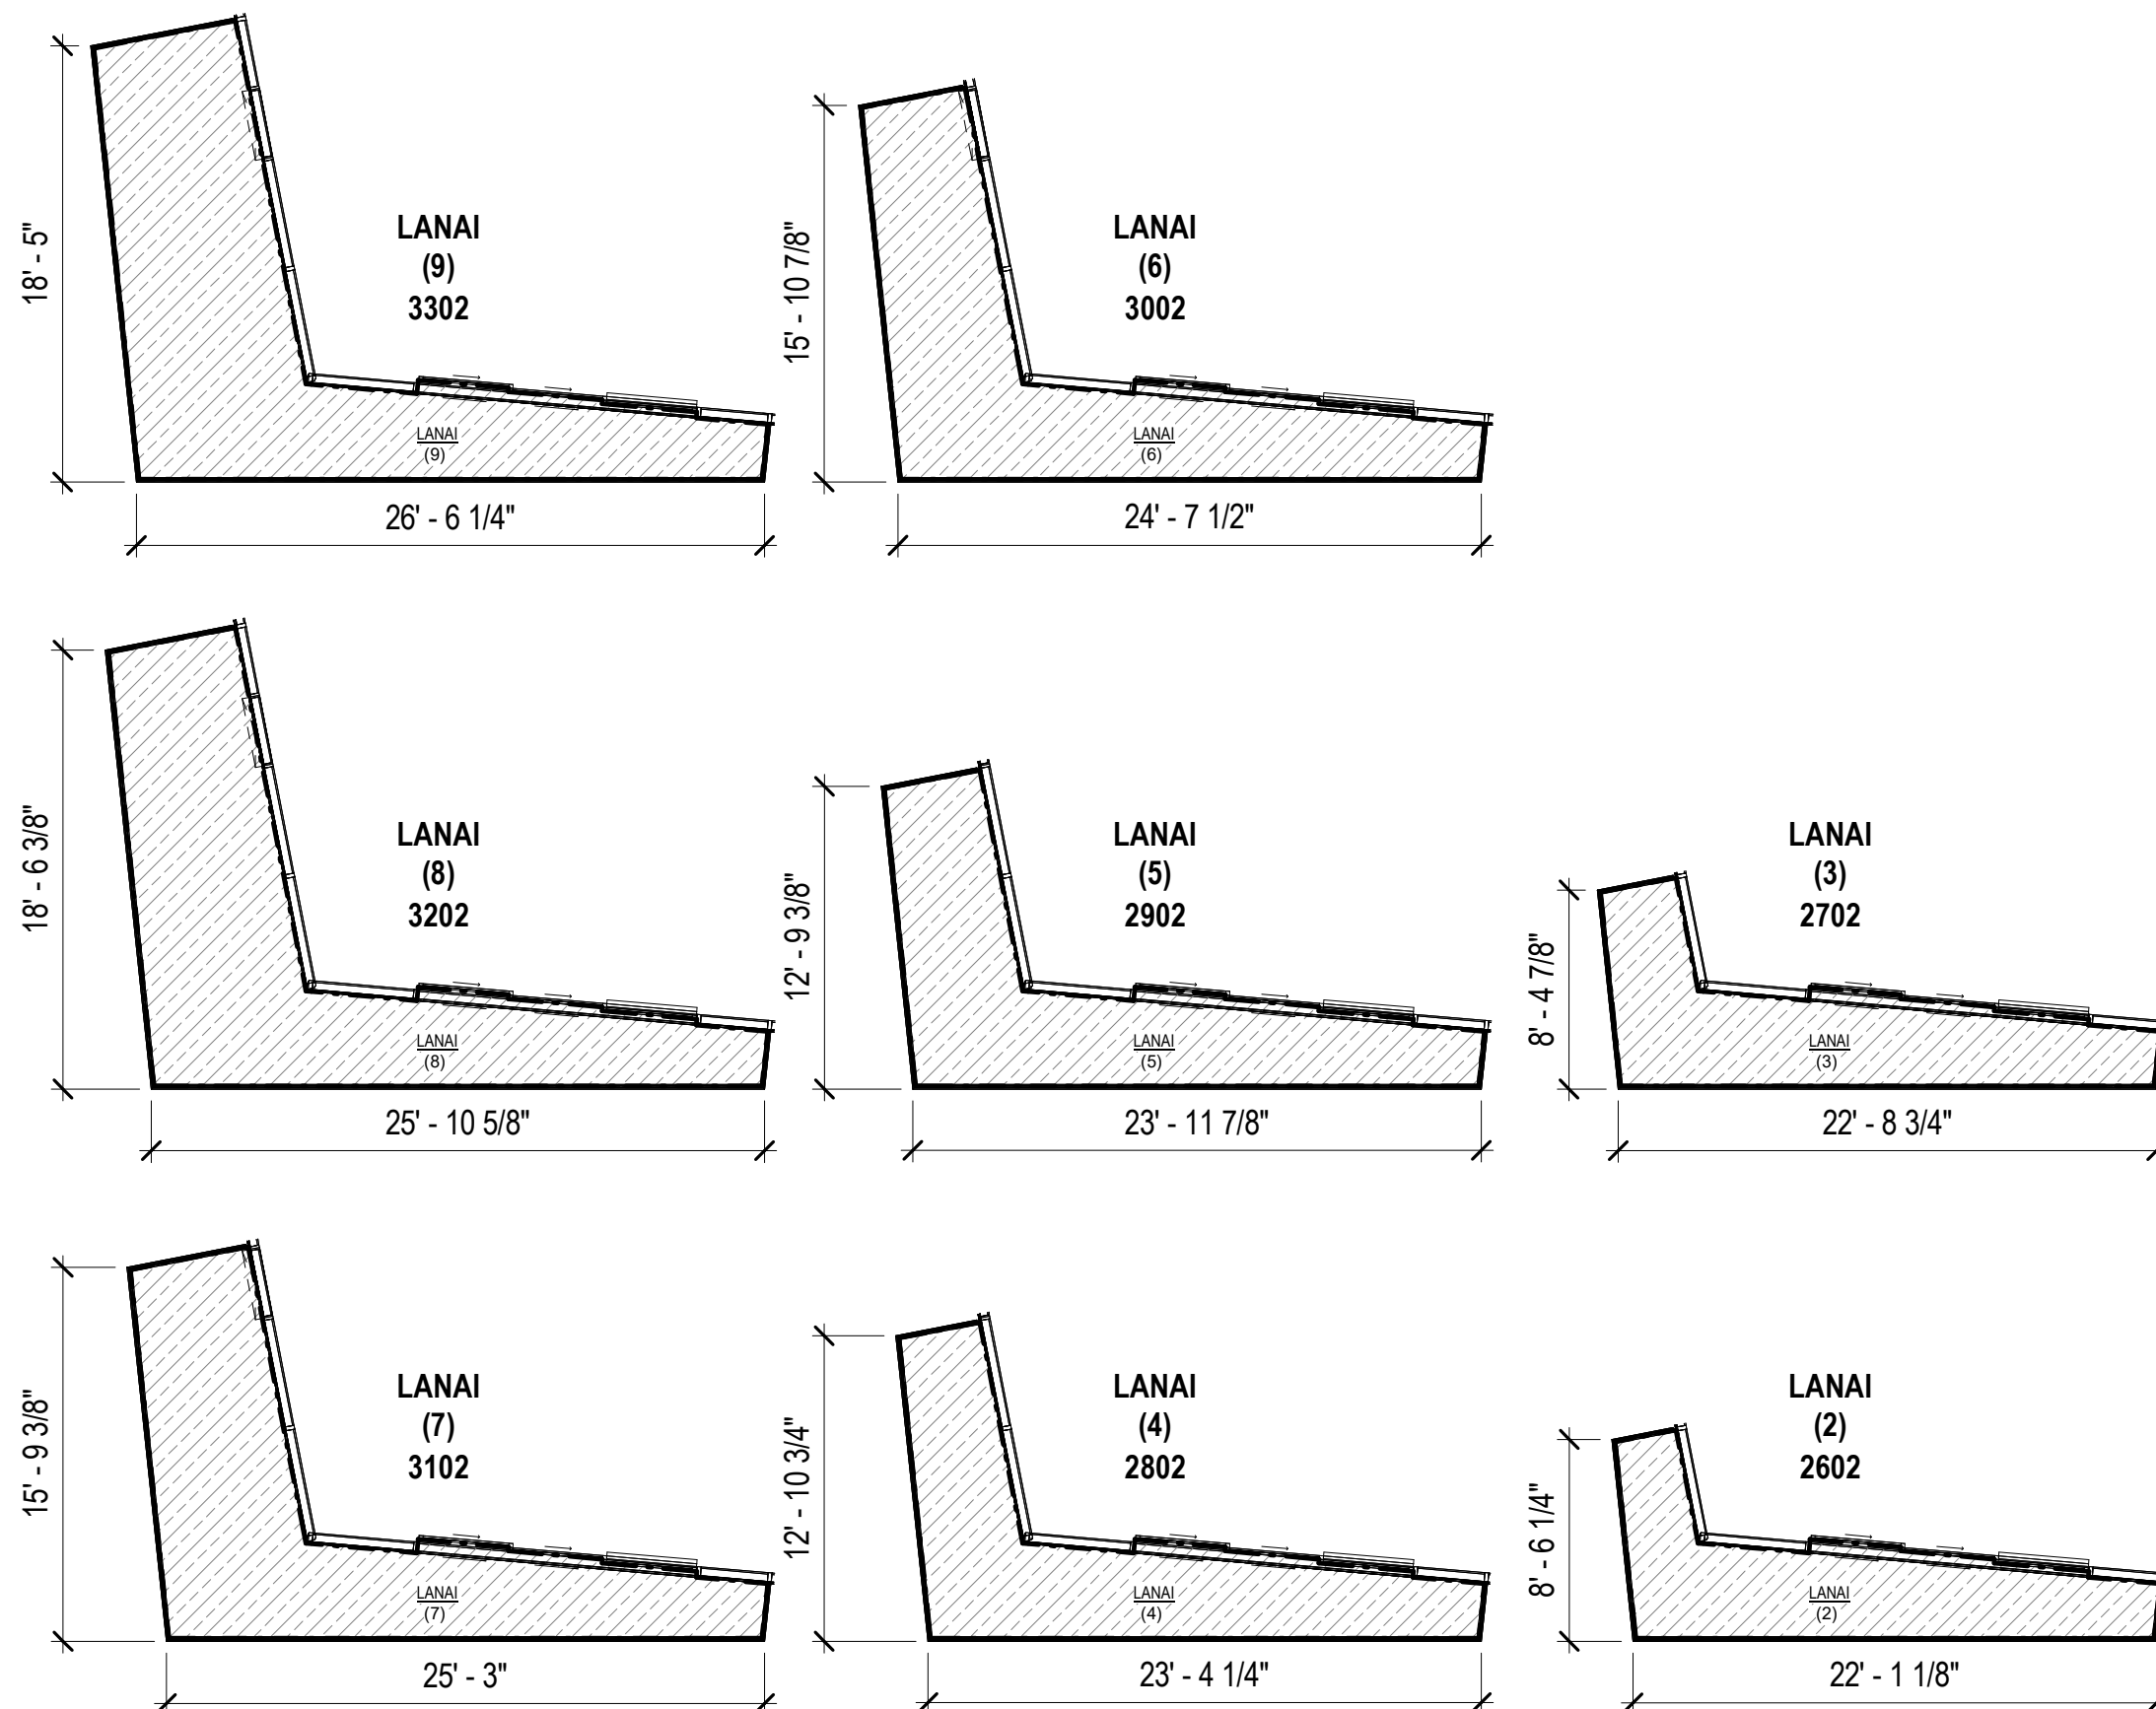 18' - 5"
LANAI
(9)
3302
LANAI
(9)
26' - 6 1/4"
15' - 10 7/8"
LANAI
(6)
3002
LANAI
(6)
24' - 7 1/2"
18' - 6 3/8"
LANAI
(8)
3202
LANAI
(8)
25' - 10 5/8"
12' - 9 3/8"
LANAI
(5)
2902
LANAI
(5)
23' - 11 7/8"
8' - 4 7/8"
LANAI
(3)
2702
LANAI
(3)
22' - 8 3/4"
15' - 9 3/8"
LANAI
(7)
3102
LANAI
(7)
25' - 3"
12' - 10 3/4"
LANAI
(4)
2802
LANAI
(4)
23' - 4 1/4"
8' - 6 1/4"
LANAI
(2)
2602
LANAI
(2)
22' - 1 1/8"